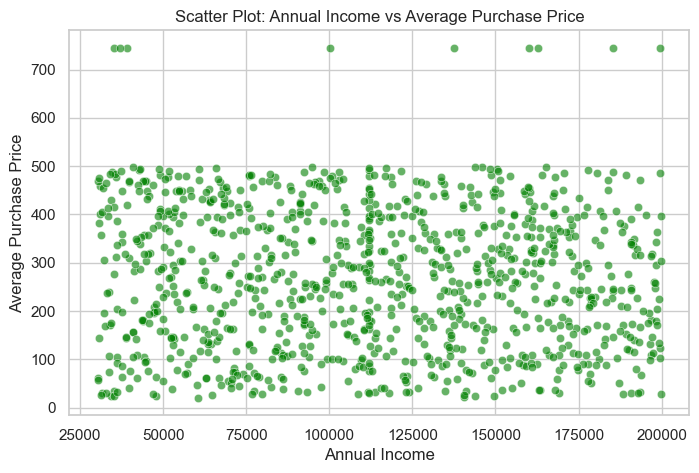 Scatter Plot: Annual Income vs Average Purchase Price
Average Purchase Price
700
600
500
400
300
200
100
0
25000 50000 75000 100000 125000 150000 175000 200000
Annual Income